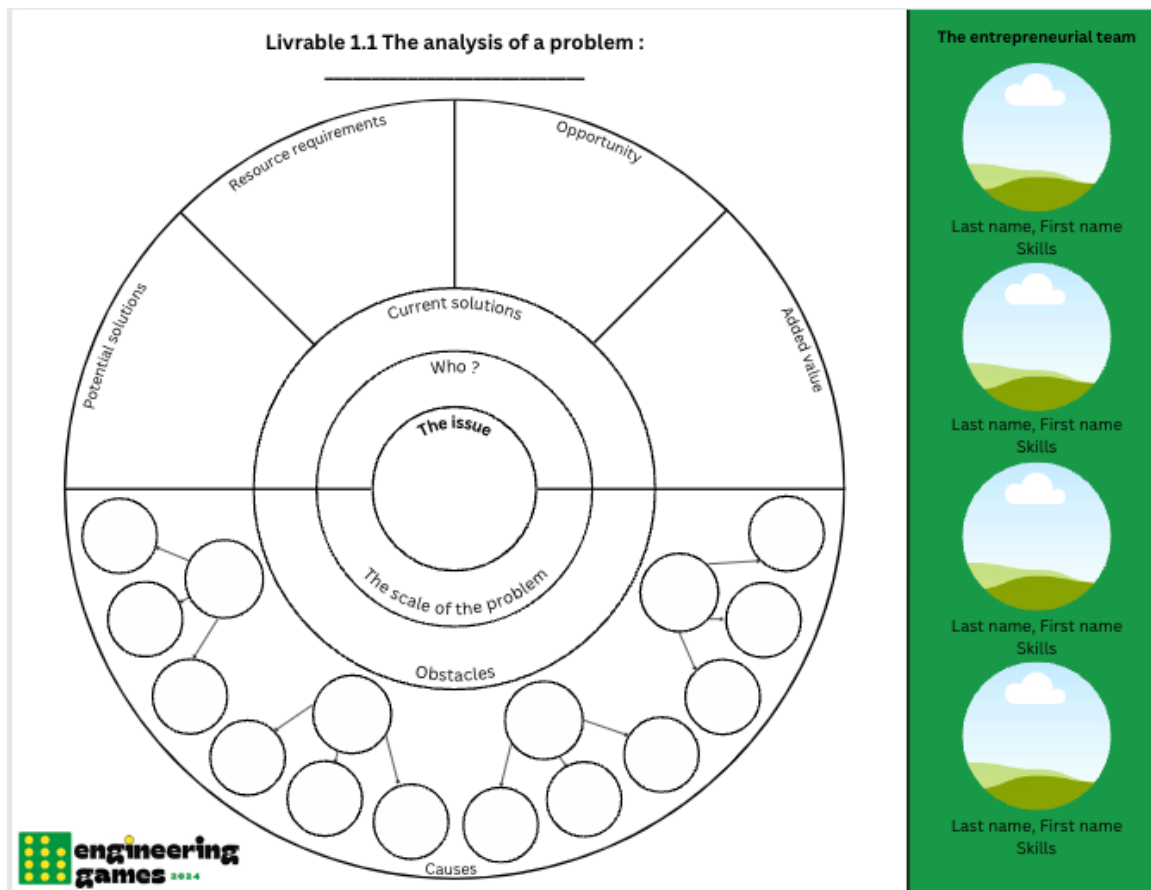 Livrable 1.1 The analysis of a problem :
The entrepreneurial team
Resource requirements
Opportunity
Potential solutions
Added value
Current solutions
Who ?
The issue
The scale of the problem
Obstacles
Causes
Last name, First name
Skills
Last name, First name
Skills
Last name, First name
Skills
Last name, First name
Skills
engineering
games 2024